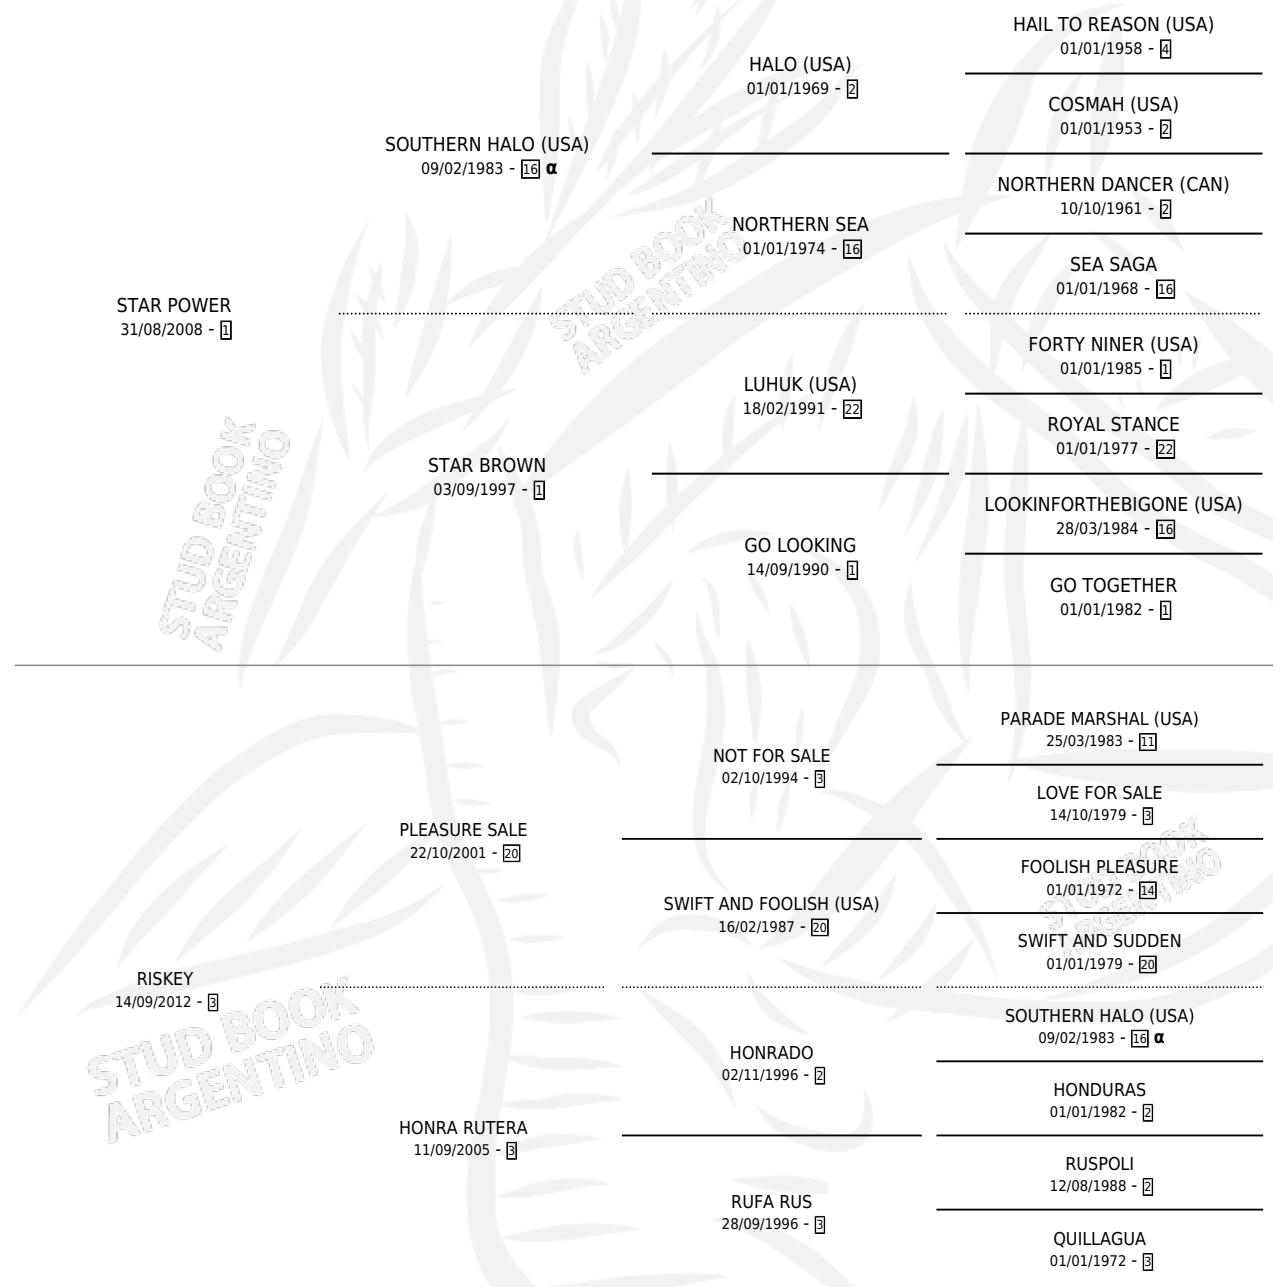 HAIL TO REASON (USA)
01/01/1958 - 4
HALO (USA)
01/01/1969 - 2
COSMAH (USA)
01/01/1953 - 2
SOUTHERN HALO (USA)
09/02/1983 - 16 α
NORTHERN DANCER (CAN)
10/10/1961 - 2
NORTHERN SEA
01/01/1974 - 16
SEA SAGA
01/01/1968 - 16
STAR POWER
31/08/2008 - 1
FORTY NINER (USA)
01/01/1985 - 1
LUHUK (USA)
18/02/1991 - 22
ROYAL STANCE
01/01/1977 - 22
STAR BROWN
03/09/1997 - 1
LOOKINFORTHEBIGONE (USA)
28/03/1984 - 16
GO LOOKING
14/09/1990 - 1
GO TOGETHER
01/01/1982 - 1
PARADE MARSHAL (USA)
25/03/1983 - 11
NOT FOR SALE
02/10/1994 - 3
LOVE FOR SALE
14/10/1979 - 3
PLEASURE SALE
22/10/2001 - 20
FOOLISH PLEASURE
01/01/1972 - 14
SWIFT AND FOOLISH (USA)
16/02/1987 - 20
SWIFT AND SUDDEN
01/01/1979 - 20
RISKEY
14/09/2012 - 3
SOUTHERN HALO (USA)
09/02/1983 - 16 α
HONRADO
02/11/1996 - 2
HONDURAS
01/01/1982 - 2
HONRA RUTERA
11/09/2005 - 3
RUSPOLI
12/08/1988 - 2
RUFA RUS
28/09/1996 - 3
QUILLAGUA
01/01/1972 - 3
STUD BOOK
ARGENTINO
STUD BOOK
ARGENTINO
STUD BOOK
ARGENTINO
STUD BOOK
ARGENTINO